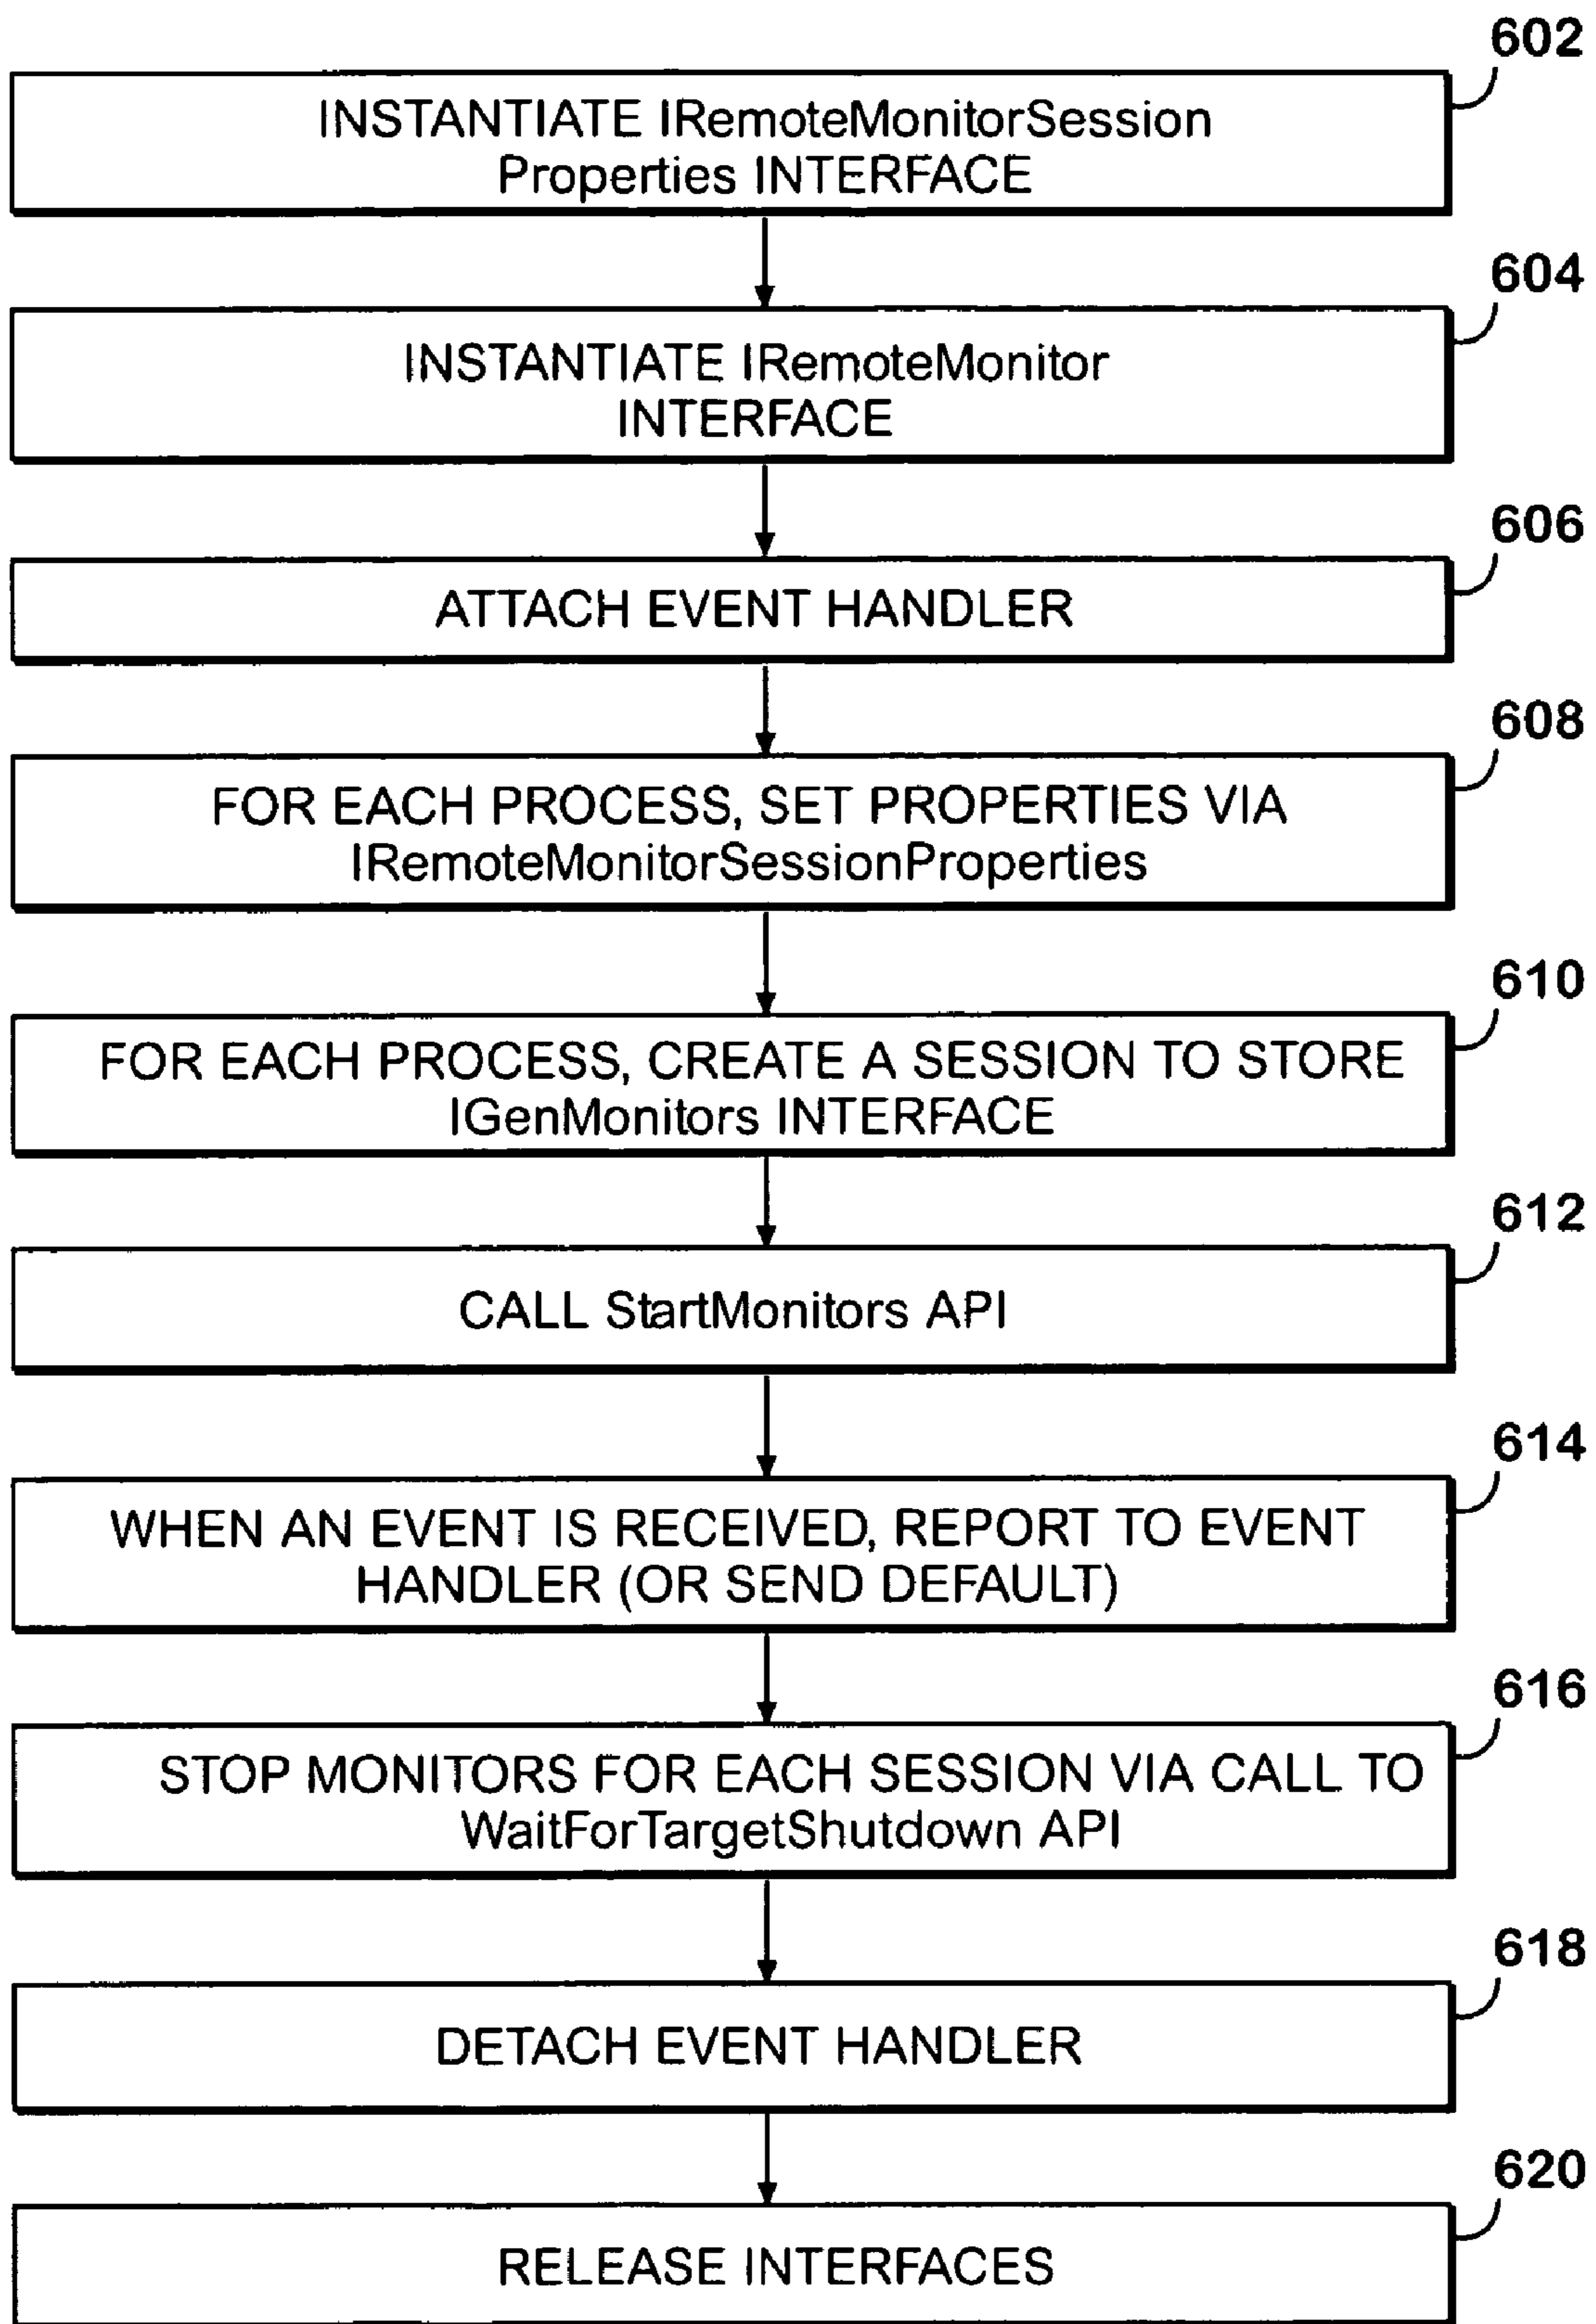 602
INSTANTIATE IRemoteMonitorSession
Properties INTERFACE
604
INSTANTIATE IRemoteMonitor
INTERFACE
606
ATTACH EVENT HANDLER
608
FOR EACH PROCESS, SET PROPERTIES VIA
IRemoteMonitorSessionProperties
610
FOR EACH PROCESS, CREATE A SESSION TO STORE
IGenMonitors INTERFACE
612
CALL StartMonitors API
614
WHEN AN EVENT IS RECEIVED, REPORT TO EVENT
HANDLER (OR SEND DEFAULT)
616
STOP MONITORS FOR EACH SESSION VIA CALL TO
WaitForTargetShutdown API
618
DETACH EVENT HANDLER
620
RELEASE INTERFACES